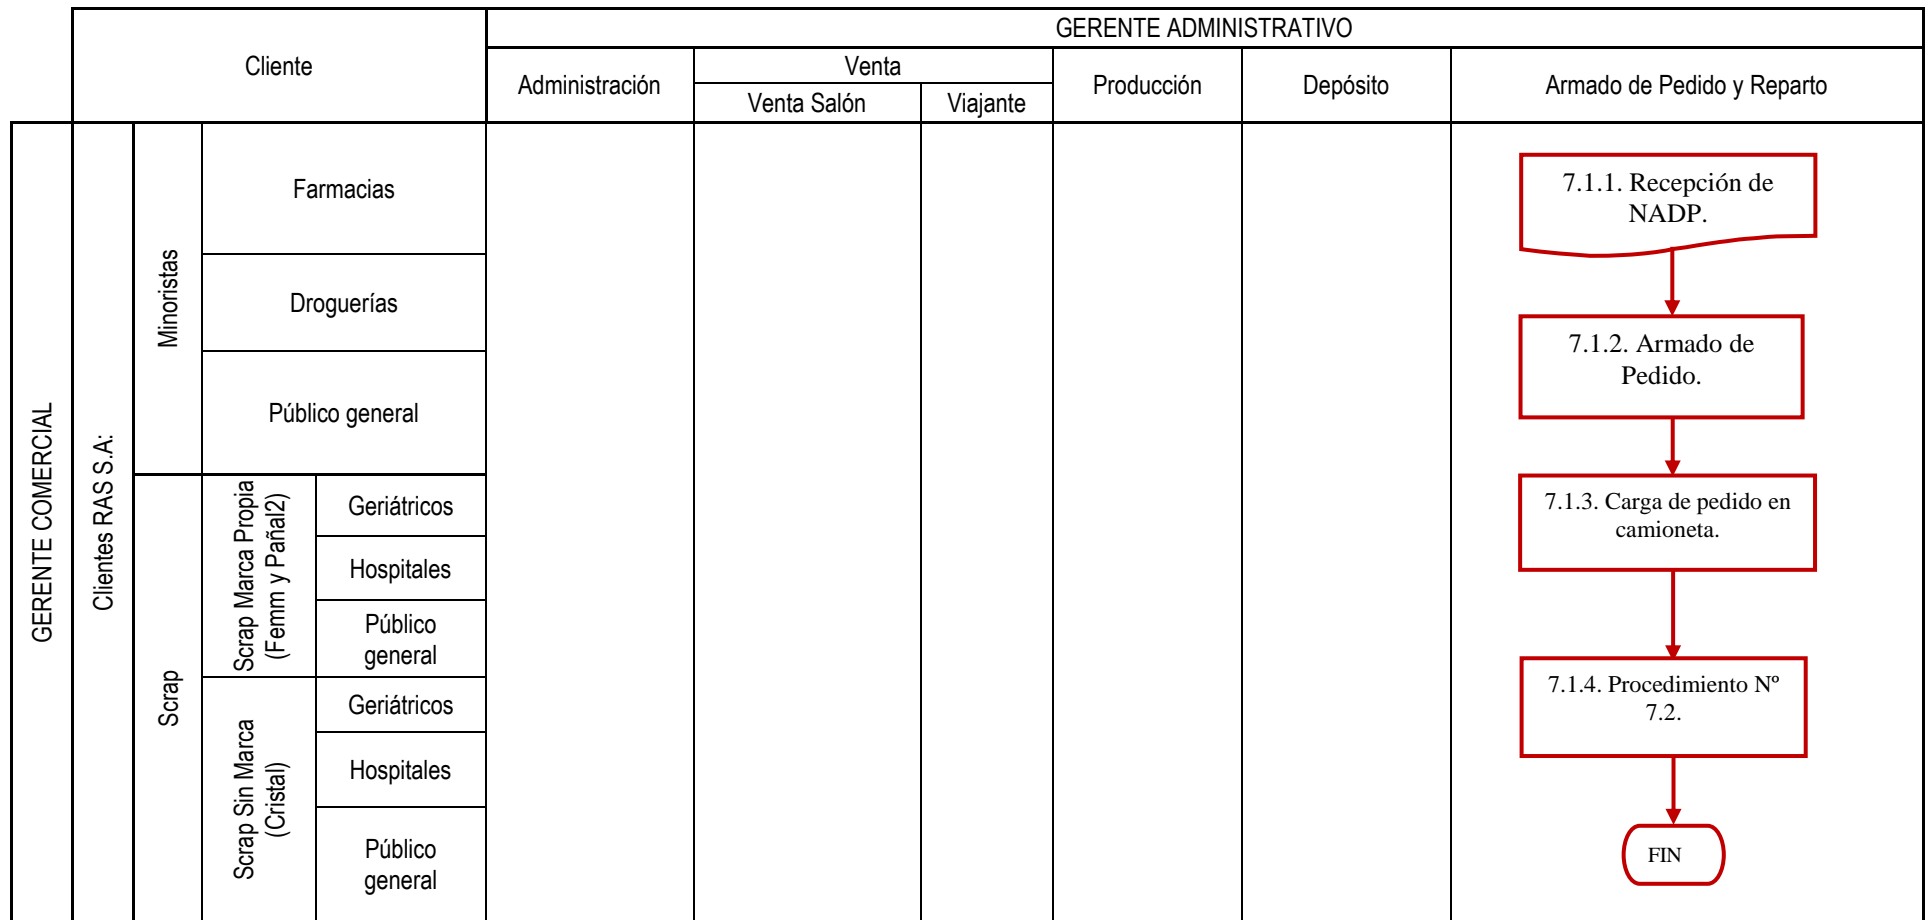 GERENTE ADMINISTRATIVO
Cliente
Administración
Venta
Producción
Depósito
Armado de Pedido y Reparto
Venta Salón
Viajante
GERENTE COMERCIAL
Clientes RAS S.A:
Minoristas
Farmacias
Droguerías
Público general
Scrap
Scrap Marca Propia
(Femm y Pañal2)
Geriátricos
Hospitales
Público
general
Scrap Sin Marca
(Cristal)
Geriátricos
Hospitales
Público
general
7.1.1. Recepción de
NADP.
7.1.2. Armado de
Pedido.
7.1.3. Carga de pedido en
camioneta.
7.1.4. Procedimiento Nº
7.2.
FIN